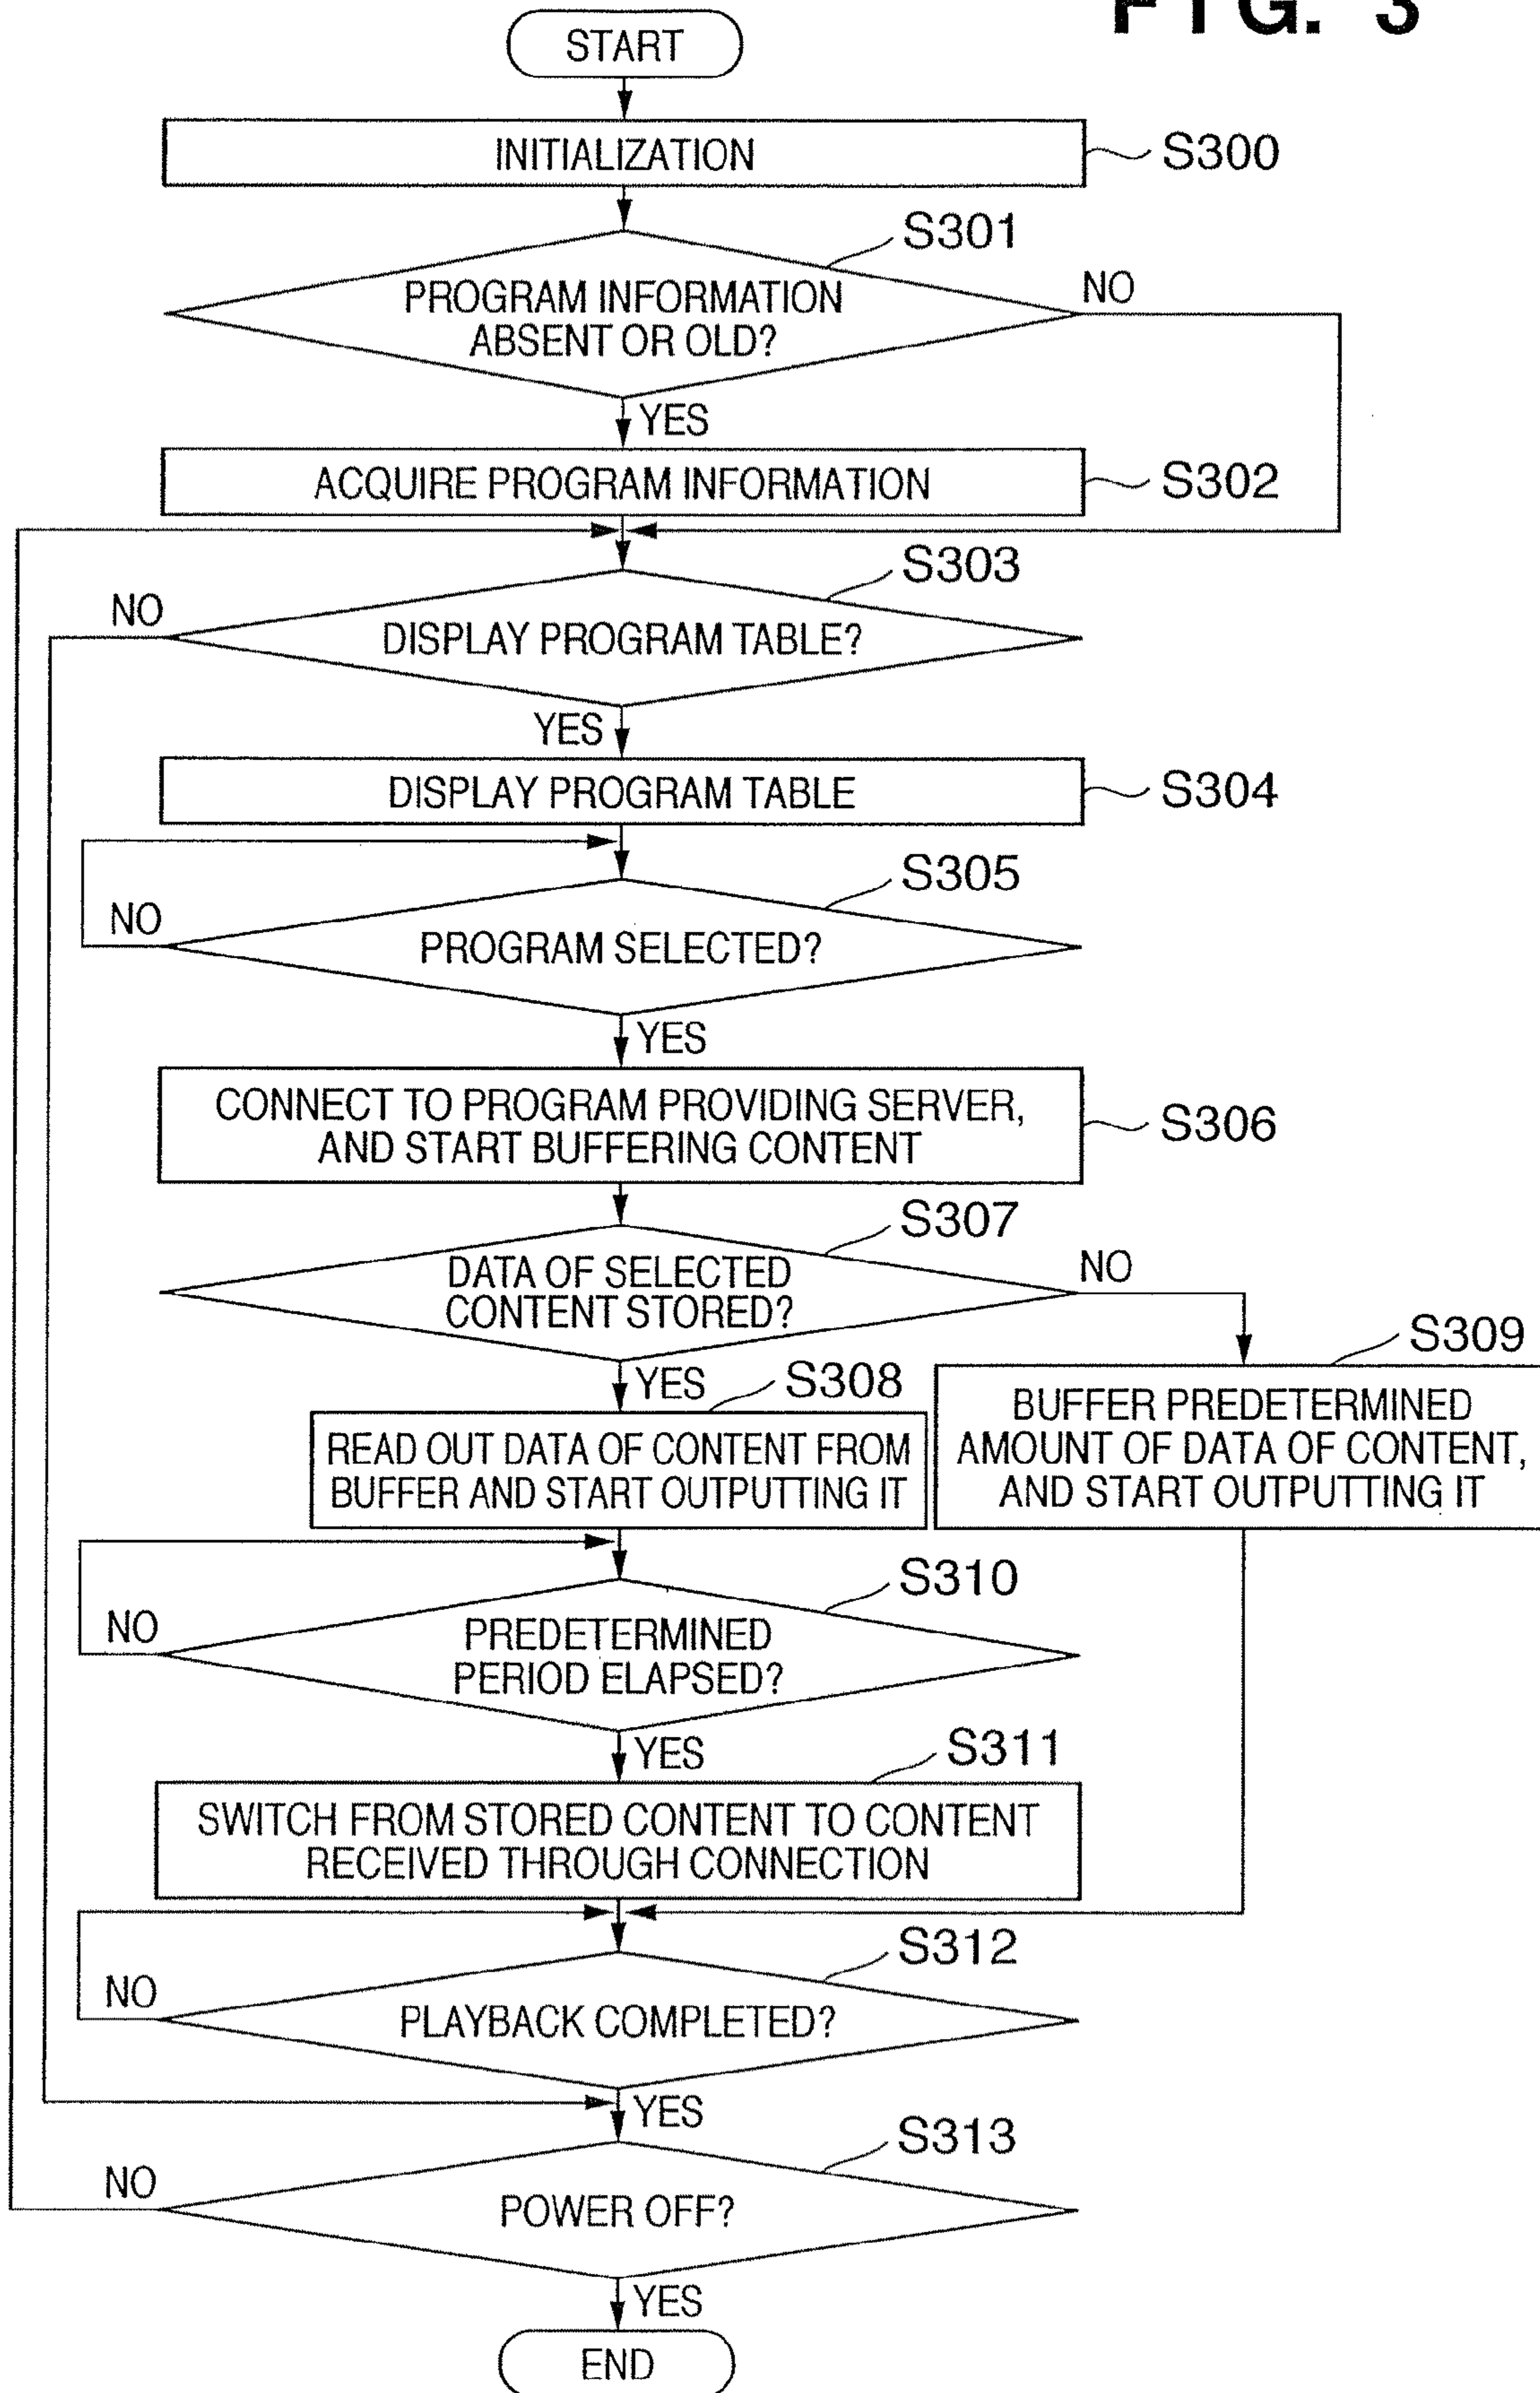 FIG. 3
START
INITIALIZATION
S300
S301
PROGRAM INFORMATION
ABSENT OR OLD?
NO
YES
ACQUIRE PROGRAM INFORMATION
S302
S303
NO
DISPLAY PROGRAM TABLE?
YES
DISPLAY PROGRAM TABLE
S304
S305
NO
PROGRAM SELECTED?
YES
CONNECT TO PROGRAM PROVIDING SERVER,
AND START BUFFERING CONTENT
S306
S307
DATA OF SELECTED
CONTENT STORED?
NO
YES
S308
S309
READ OUT DATA OF CONTENT FROM
BUFFER AND START OUTPUTTING IT
BUFFER PREDETERMINED
AMOUNT OF DATA OF CONTENT,
AND START OUTPUTTING IT
S310
NO
PREDETERMINED
PERIOD ELAPSED?
YES
S311
SWITCH FROM STORED CONTENT TO CONTENT
RECEIVED THROUGH CONNECTION
S312
NO
PLAYBACK COMPLETED?
YES
S313
NO
POWER OFF?
YES
END